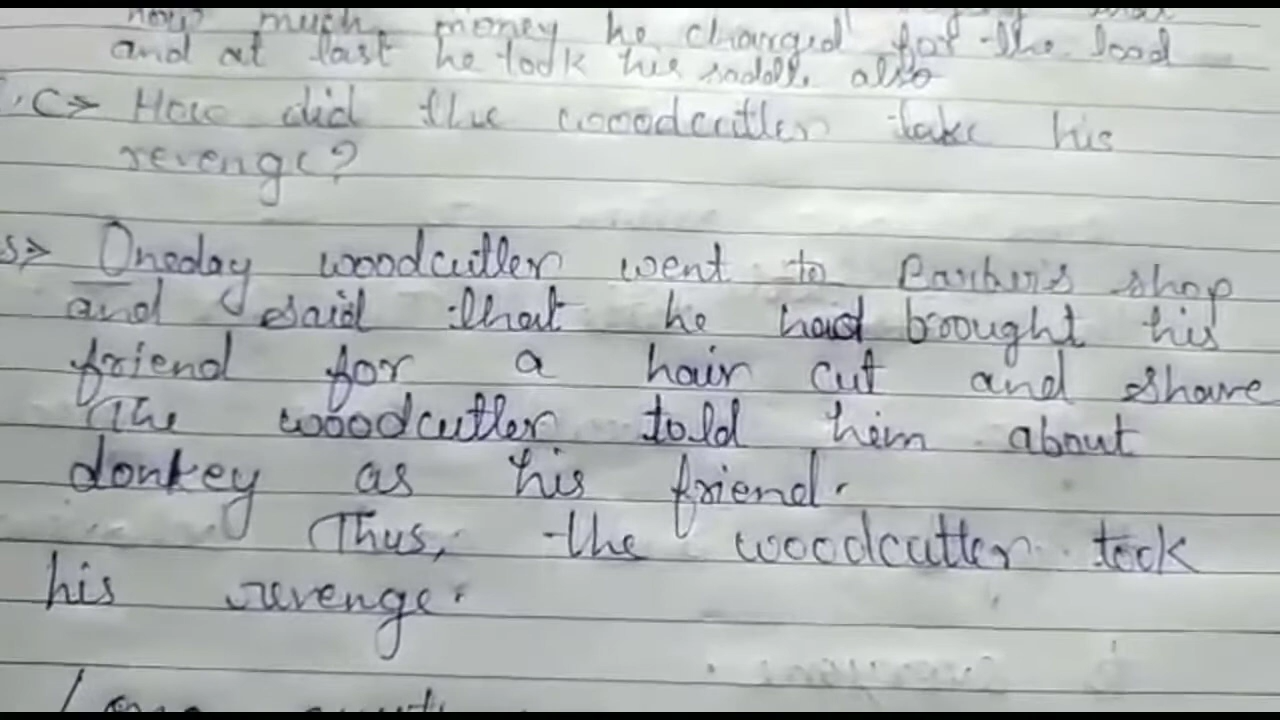 how much money he charged for the load
and at last he took his saddle also
C⇒ How did the woodcutter take his
revenge?
s⇒ Oneday woodcutter went to Barber's shop
and said that he had brought his
friend for a hair cut and share
The woodcutter told him about
donkey as his friend.
Thus, the woodcutter took
his revenge.